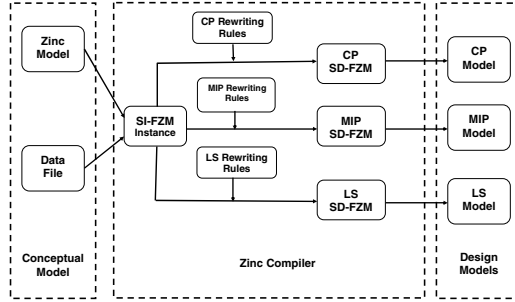 Zinc
Model
Data
File
Conceptual
Model
SI-FZM
Instance
CP Rewriting
Rules
MIP Rewriting
Rules
LS Rewriting
Rules
CP
SD-FZM
MIP
SD-FZM
LS
SD-FZM
Zinc Compiler
CP
Model
MIP
Model
LS
Model
Design
Models